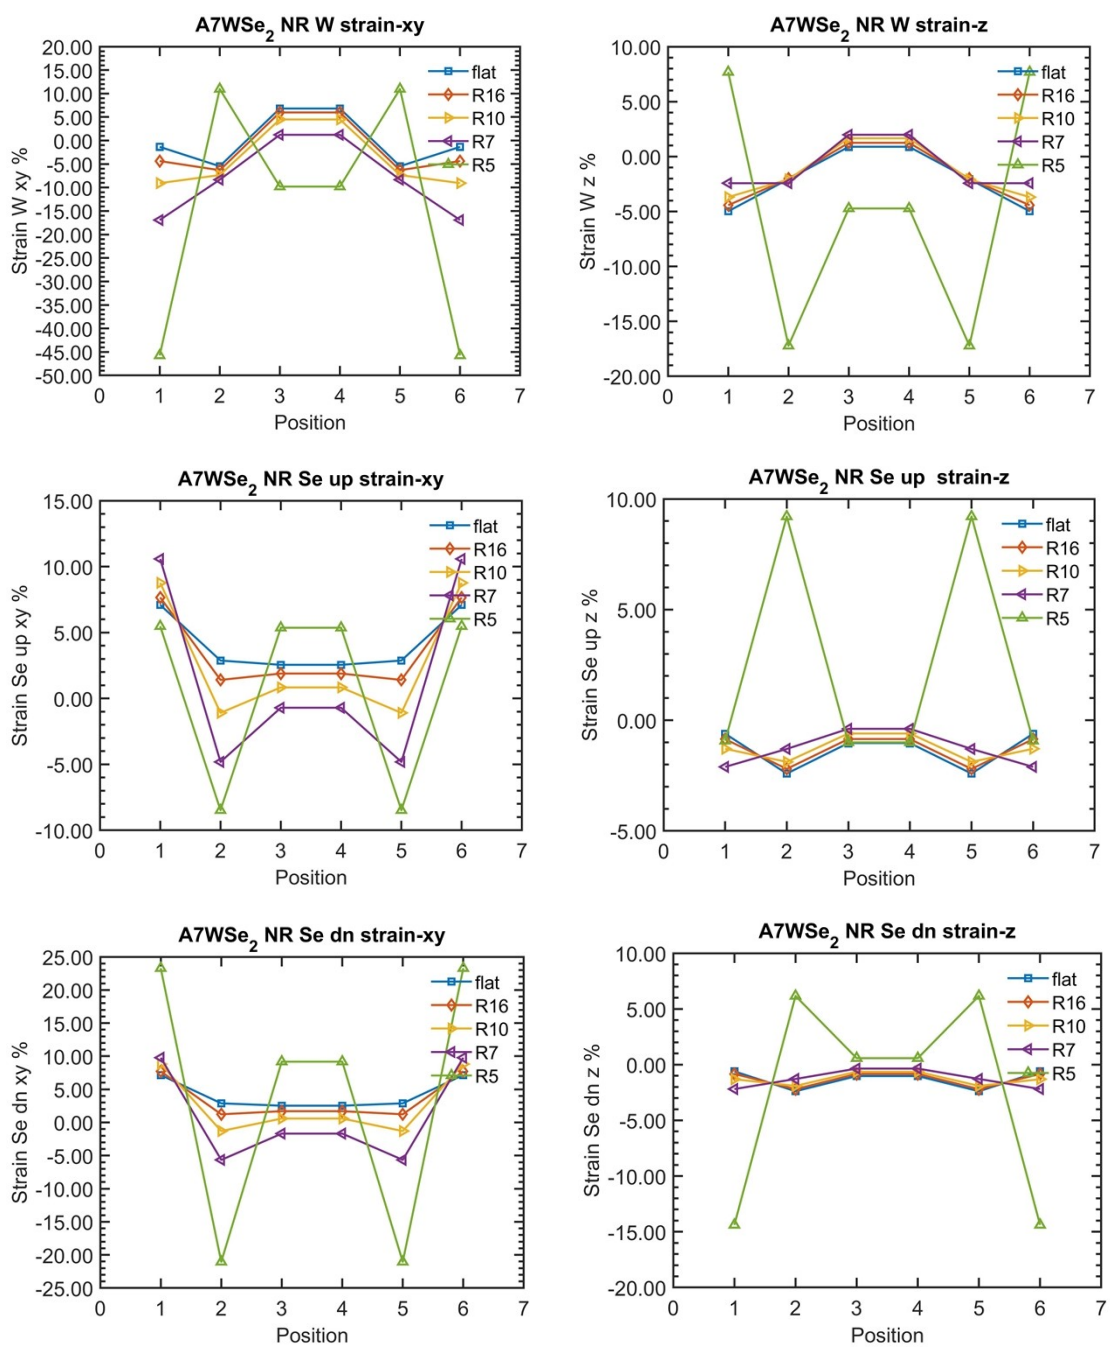 A7WSe2 NR W strain-xy
20.00
15.00
10.00
5.00
0.00
-5.00
-10.00
-15.00
-20.00
-25.00
-30.00
-35.00
-40.00
-45.00
-50.00
Strain W xy %
flat
R16
R10
R7
R5
0 1 2 3 4 5 6 7
Position
A7WSe2 NR W strain-z
10.00
5.00
0.00
-5.00
-10.00
-15.00
-20.00
Strain W z %
flat
R16
R10
R7
R5
0 1 2 3 4 5 6 7
Position
A7WSe2 NR Se up strain-xy
15.00
10.00
5.00
0.00
-5.00
-10.00
Strain Se up xy %
flat
R16
R10
R7
R5
0 1 2 3 4 5 6 7
Position
A7WSe2 NR Se up strain-z
10.00
5.00
0.00
-5.00
Strain Se up z %
flat
R16
R10
R7
R5
0 1 2 3 4 5 6 7
Position
A7WSe2 NR Se dn strain-xy
25.00
20.00
15.00
10.00
5.00
0.00
-5.00
-10.00
-15.00
-20.00
-25.00
Strain Se dn xy %
flat
R16
R10
R7
R5
0 1 2 3 4 5 6 7
Position
A7WSe2 NR Se dn strain-z
10.00
5.00
0.00
-5.00
-10.00
-15.00
-20.00
Strain Se dn z %
flat
R16
R10
R7
R5
0 1 2 3 4 5 6 7
Position